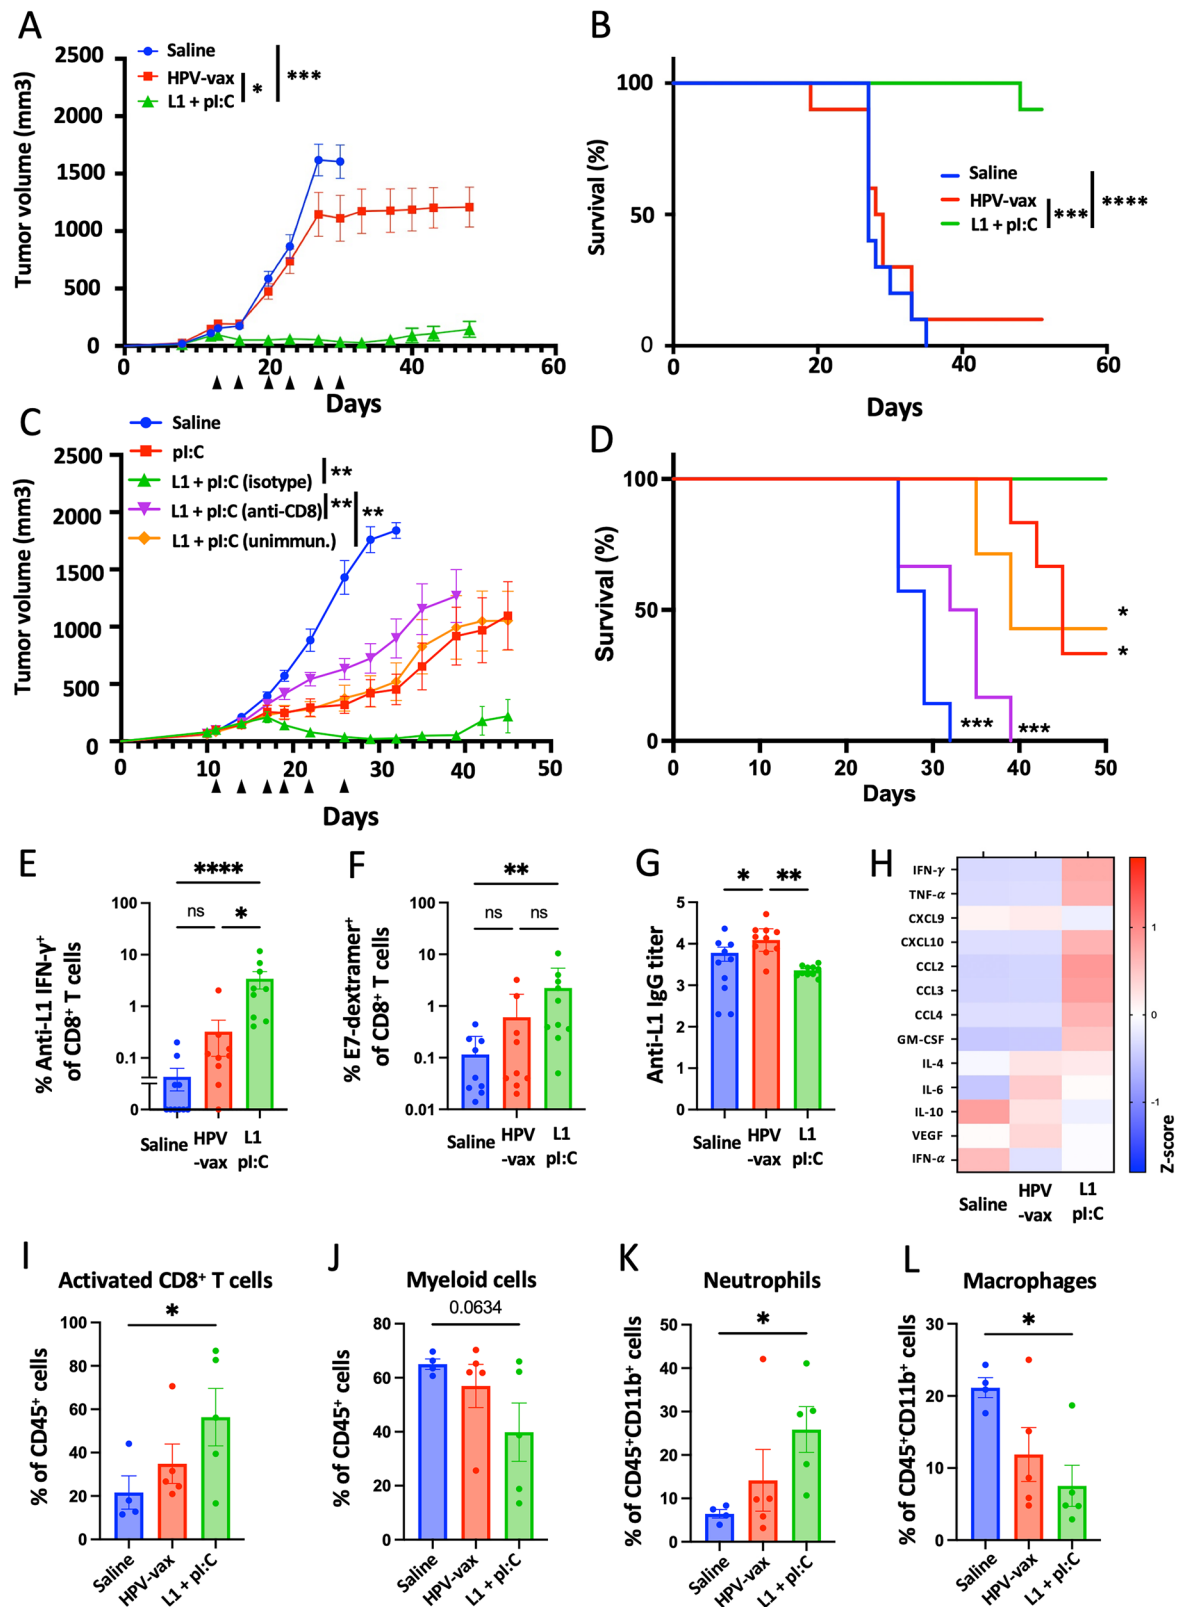 A
2500
2000
1500
1000
500
0
Tumor volume (mm3)
Saline
HPV-vax
L1 + pI:C
*
***
0
20
40
60
Days
B
100
50
0
Survival (%)
Saline
HPV-vax
L1 + pI:C
***
****
0
20
40
60
Days
C
2500
2000
1500
1000
500
0
Tumor volume (mm3)
Saline
pI:C
L1 + pI:C (isotype)
L1 + pI:C (anti-CD8)
L1 + pI:C (unimmun.)
**
**
**
0
10
20
30
40
50
Days
D
100
50
0
Survival (%)
*
*
***
***
0
10
20
30
40
50
Days
E
****
ns
*
100
10
1
0.1
0
% Anti-L1 IFN-γ⁺
of CD8⁺ T cells
Saline
HPV
-vax
L1
pI:C
F
**
ns
ns
100
10
1
0.1
0.01
% E7-dextramer⁺
of CD8⁺ T cells
Saline
HPV
-vax
L1
pI:C
G
*
**
5
4
3
2
1
0
Anti-L1 IgG titer
Saline
HPV
-vax
L1
pI:C
H
IFN-γ
TNF-α
CXCL9
CXCL10
CCL2
CCL3
CCL4
GM-CSF
IL-4
IL-6
IL-10
VEGF
IFN-α
Saline
HPV
-vax
L1
pI:C
1
0
-1
Z-score
I
Activated CD8⁺ T cells
*
100
80
60
40
20
0
% of CD45⁺ cells
Saline
HPV-vax
L1 + pI:C
J
Myeloid cells
0.0634
80
60
40
20
0
% of CD45⁺ cells
Saline
HPV-vax
L1 + pI:C
K
Neutrophils
*
50
40
30
20
10
0
% of CD45⁺CD11b⁺ cells
Saline
HPV-vax
L1 + pI:C
L
Macrophages
*
30
20
10
0
% of CD45⁺CD11b⁺ cells
Saline
HPV-vax
L1 + pI:C